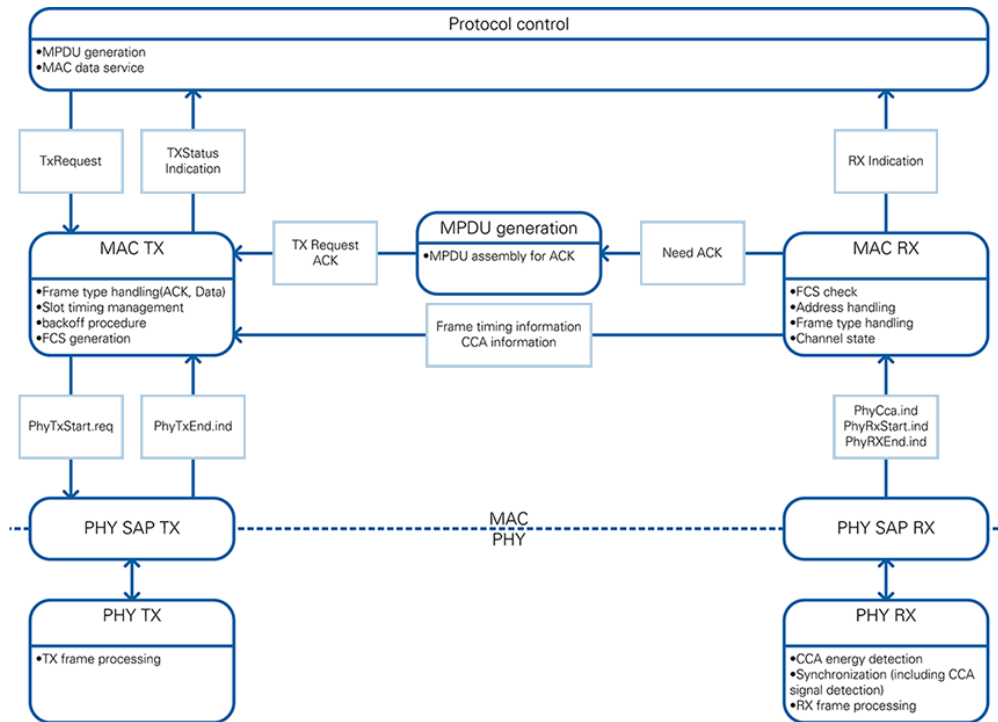 Protocol control
•MPDU generation
•MAC data service
TxRequest
TXStatus
Indication
RX Indication
MAC TX
•Frame type handling(ACK, Data)
•Slot timing management
•backoff procedure
•FCS generation
TX Request
ACK
MPDU generation
•MPDU assembly for ACK
Need ACK
MAC RX
•FCS check
•Address handling
•Frame type handling
•Channel state
Frame timing information
CCA information
PhyTxStart.req
PhyTxEnd.ind
PhyCca.ind
PhyRxStart.ind
PhyRXEnd.ind
PHY SAP TX
MAC
PHY
PHY SAP RX
PHY TX
•TX frame processing
PHY RX
•CCA energy detection
•Synchronization (including CCA
signal detection)
•RX frame processing